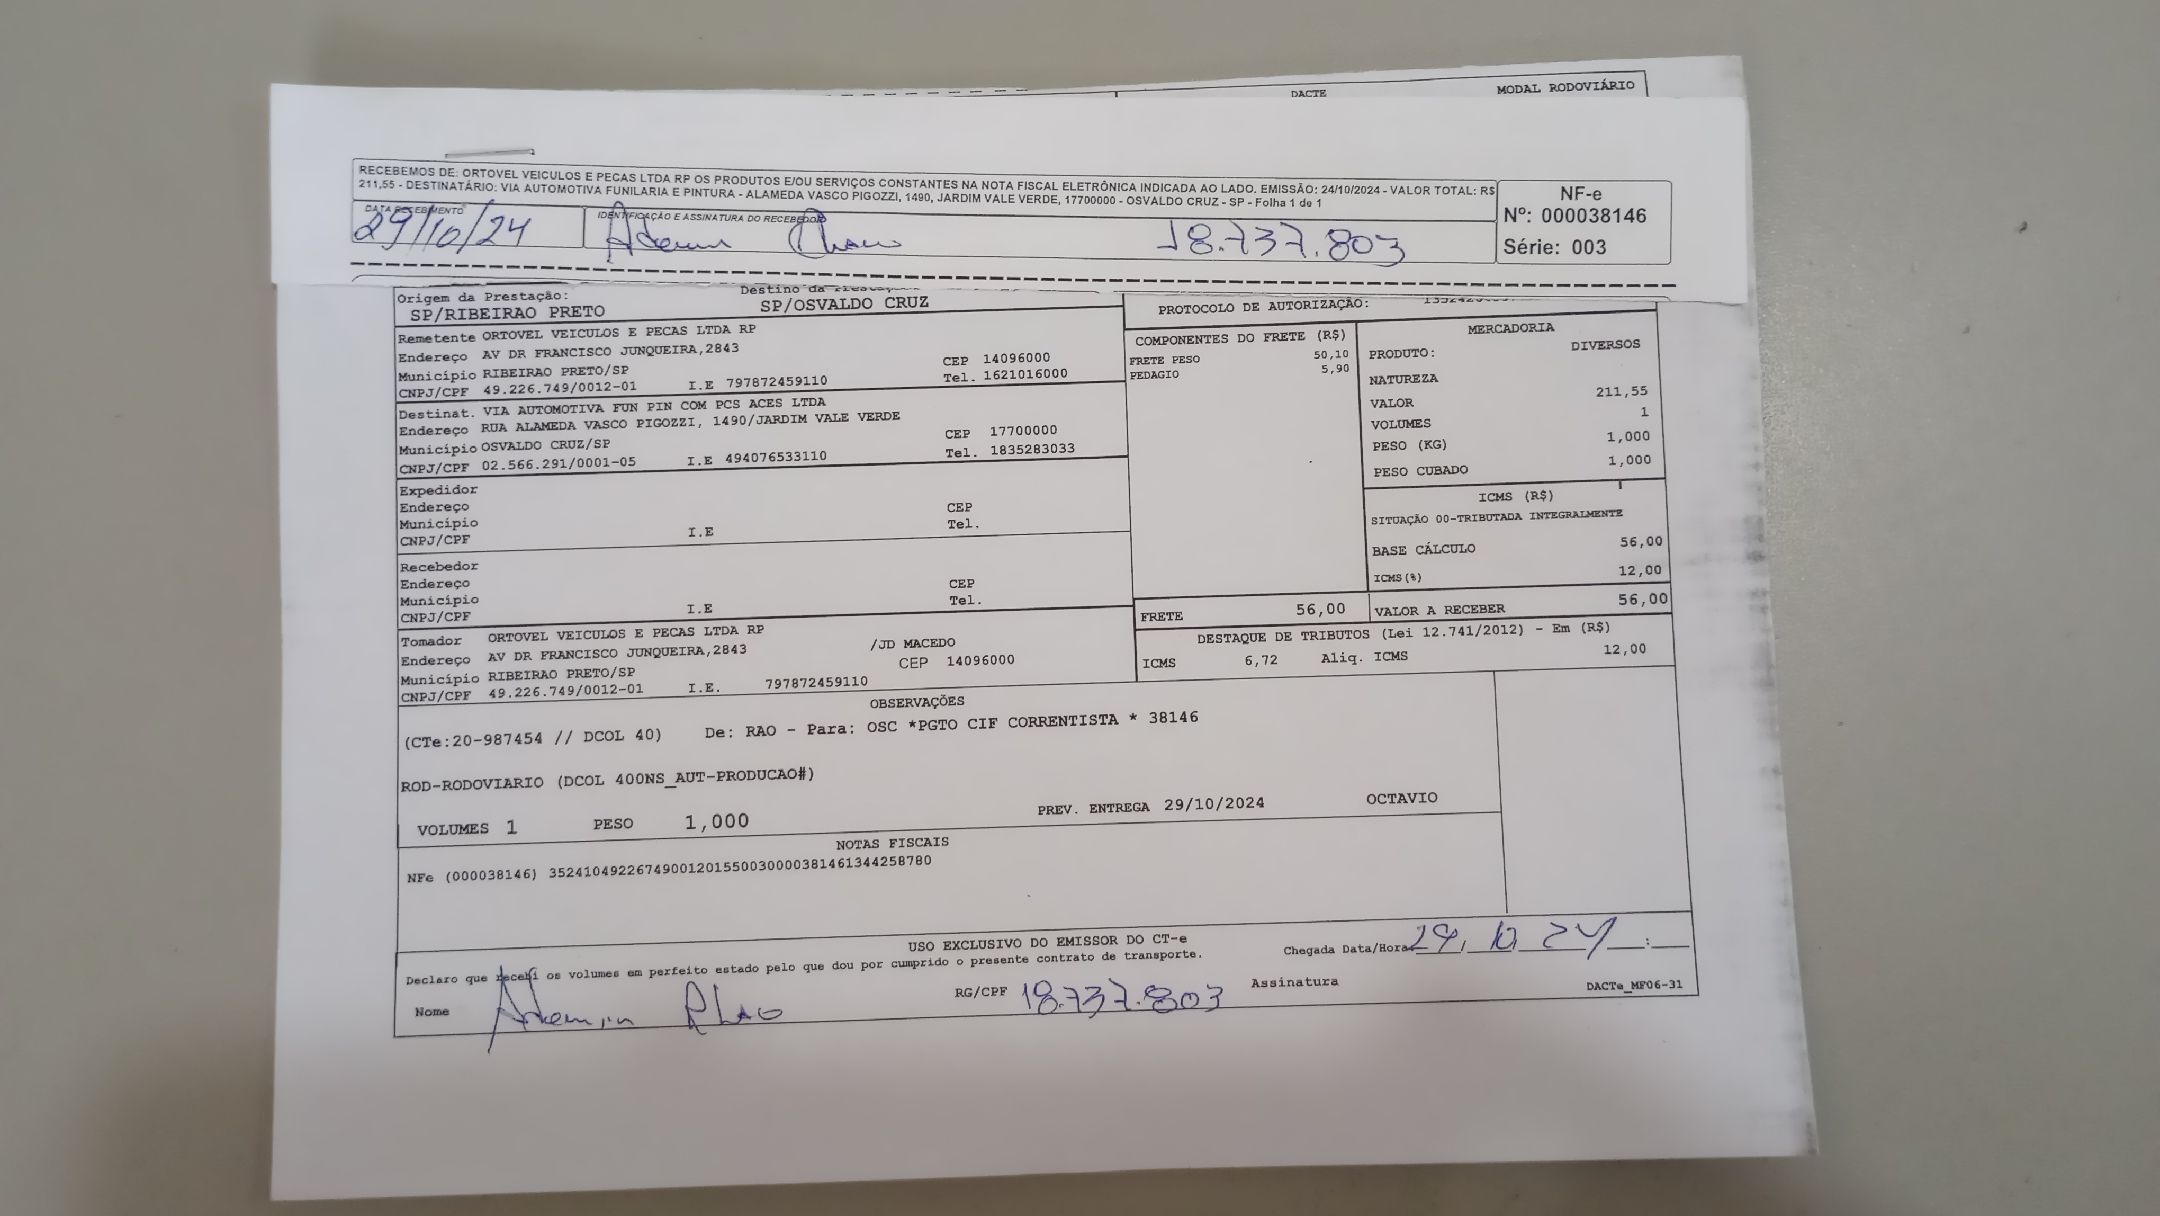 DACTE
MODAL RODOVIÁRIO
RECEBEMOS DE: ORTOVEL VEICULOS E PECAS LTDA RP OS PRODUTOS E/OU SERVIÇOS CONSTANTES NA NOTA FISCAL ELETRÔNICA INDICADA AO LADO. EMISSÃO: 24/10/2024 - VALOR TOTAL: R$
211,55 - DESTINATÁRIO: VIA AUTOMOTIVA FUNILARIA E PINTURA - ALAMEDA VASCO PIGOZZI, 1490, JARDIM VALE VERDE, 17700000 - OSVALDO CRUZ - SP - Folha 1 de 1
DATA RECEBIMENTO
29/10/24
IDENTIFICAÇÃO E ASSINATURA DO RECEBEDOR
18.737.803
NF-e
Nº: 000038146
Série: 003
Origem da Prestação:
SP/RIBEIRAO PRETO
Destino da
SP/OSVALDO CRUZ
PROTOCOLO DE AUTORIZAÇÃO:
Remetente ORTOVEL VEICULOS E PECAS LTDA RP
Endereço AV DR FRANCISCO JUNQUEIRA,2843
CEP 14096000
Município RIBEIRAO PRETO/SP
Tel. 1621016000
CNPJ/CPF 49.226.749/0012-01 I.E 797872459110
Destinat. VIA AUTOMOTIVA FUN PIN COM PCS ACES LTDA
Endereço RUA ALAMEDA VASCO PIGOZZI, 1490/JARDIM VALE VERDE
CEP 17700000
Município OSVALDO CRUZ/SP
Tel. 1835283033
CNPJ/CPF 02.566.291/0001-05 I.E 494076533110
Expedidor
Endereço CEP
Município Tel.
CNPJ/CPF I.E
Recebedor
Endereço CEP
Município Tel.
CNPJ/CPF I.E
Tomador ORTOVEL VEICULOS E PECAS LTDA RP
Endereço AV DR FRANCISCO JUNQUEIRA,2843 /JD MACEDO
Município RIBEIRAO PRETO/SP CEP 14096000
CNPJ/CPF 49.226.749/0012-01 I.E. 797872459110
COMPONENTES DO FRETE (R$)
FRETE PESO 50,10
PEDAGIO 5,90
MERCADORIA
PRODUTO: DIVERSOS
NATUREZA
VALOR 211,55
VOLUMES 1
PESO (KG) 1,000
PESO CUBADO 1,000
ICMS (R$)
SITUAÇÃO 00-TRIBUTADA INTEGRALMENTE
BASE CÁLCULO 56,00
ICMS(%) 12,00
FRETE 56,00
VALOR A RECEBER 56,00
DESTAQUE DE TRIBUTOS (Lei 12.741/2012) - Em (R$)
ICMS 6,72 Aliq. ICMS 12,00
OBSERVAÇÕES
(CTe:20-987454 // DCOL 40) De: RAO - Para: OSC *PGTO CIF CORRENTISTA * 38146
ROD-RODOVIARIO (DCOL 400NS_AUT-PRODUCAO#)
VOLUMES 1 PESO 1,000 PREV. ENTREGA 29/10/2024 OCTAVIO
NOTAS FISCAIS
NFe (000038146) 35241049226749001201550030000381461344258780
USO EXCLUSIVO DO EMISSOR DO CT-e
Declaro que recebi os volumes em perfeito estado pelo que dou por cumprido o presente contrato de transporte.
Chegada Data/Hora 29, 10, 24 :
Nome
RG/CPF 18.737.803
Assinatura
DACTe_MF06-31